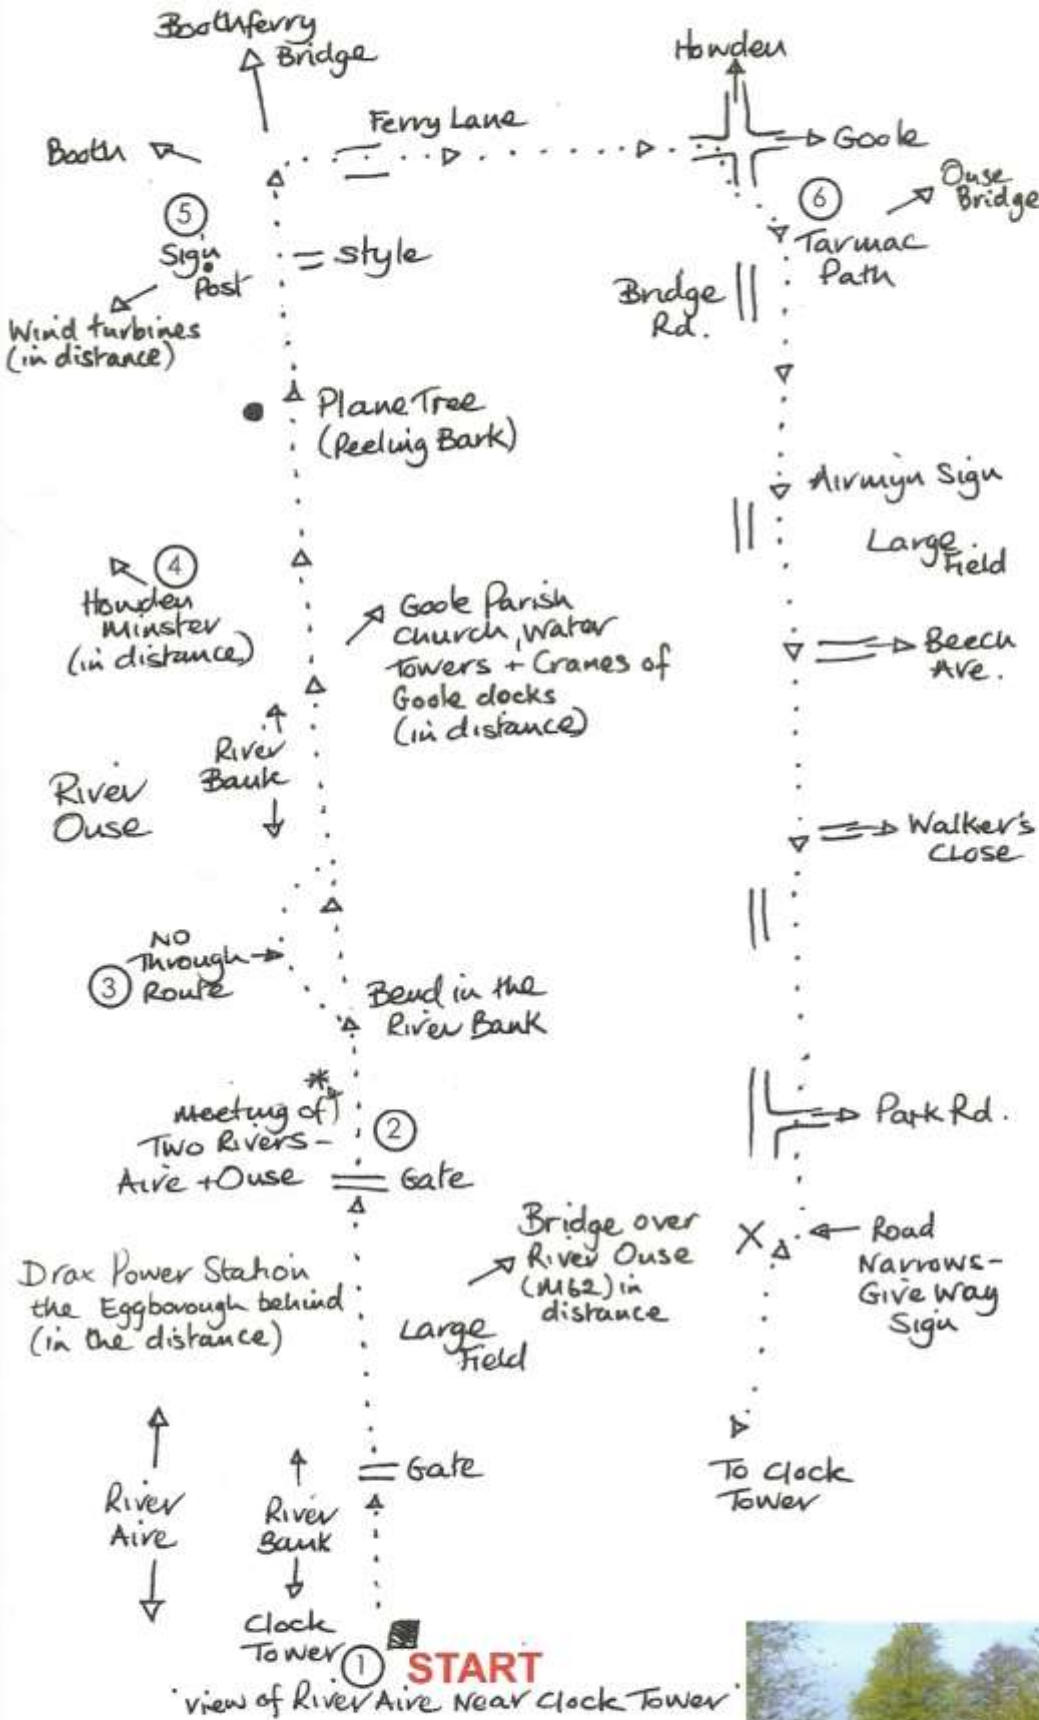 Boothferry
Bridge
Howden
Ferry Lane
Booth
Goole
5
Sign
Post
6
Ouse
Bridge
Style
Tarmac
Path
Bridge
Rd.
Wind turbines
(in distance)
Plane Tree
(Peeling Bark)
Airmyn Sign
Large
Field
4
Howden
Minster
(in distance)
Goole Parish
Church, Water
Towers + Cranes of
Goole docks
(in distance)
Beech
Ave.
River
Bank
River
Ouse
Walker's
Close
NO
Through
Route
3
Bend in the
River Bank
*
Meeting of
Two Rivers -
Aire + Ouse
2
Gate
Park Rd.
Bridge over
River Ouse
(M62) in
distance
X
Road
Narrows -
Give Way
Sign
Drax Power Station
the Eggborough behind
(in the distance)
Large
Field
Gate
To Clock
Tower
River
Aire
River
Bank
Clock
Tower
1
START
view of River Aire Near Clock Tower